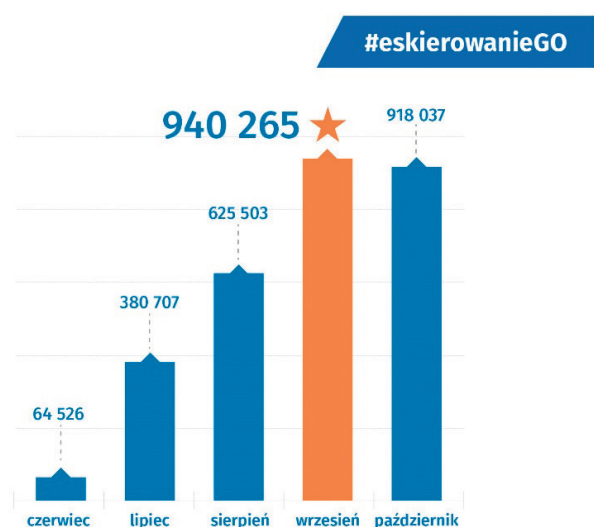 #eskierowanieGO
940 265
918 037
625 503
380 707
64 526
czerwiec lipiec sierpień wrzesień październik